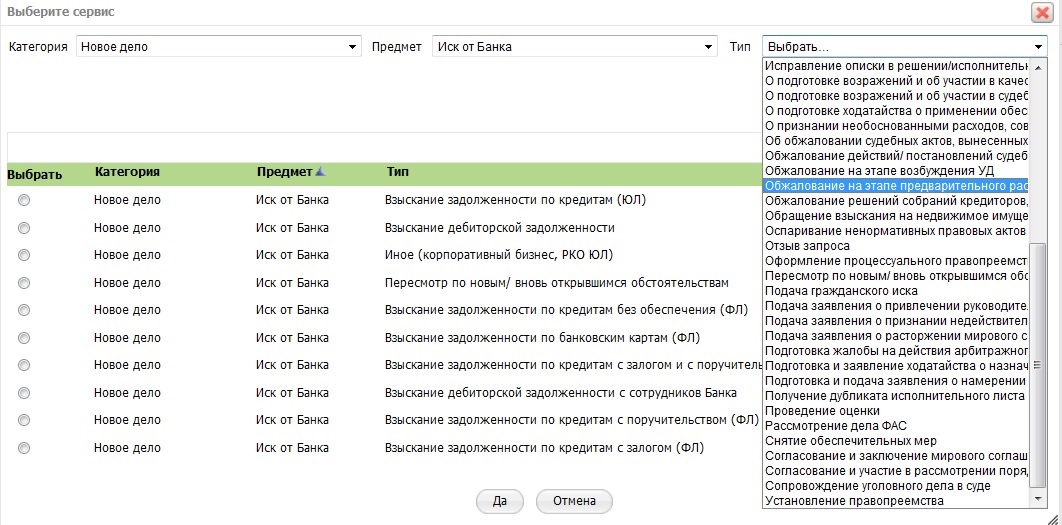 Выберите сервис
Категория Новое дело Предмет Иск от Банка Тип Выбрать...
Исправление описки в решении/исполнительн
О подготовке возражений и об участии в качес
О подготовке возражений и об участии в судеб
О подготовке ходатайства о применении обес
О признании необоснованными расходов, сов
Об обжаловании судебных актов, вынесенных
Обжалование действий/ постановлений судеб
Обжалование на этапе возбуждения УД
Обжалование на этапе предварительного рас
Обжалование решений собраний кредиторов,
Обращение взыскания на недвижимое имуще
Оспаривание ненормативных правовых актов
Отзыв запроса
Оформление процессуального правопреемст
Пересмотр по новым/ вновь открывшимся обс
Подача гражданского иска
Подача заявления о привлечении руководите.
Подача заявления о признании недействител
Подача заявления о расторжении мирового с
Подготовка жалобы на действия арбитражног
Подготовка и заявление ходатайства о назнач
Подготовка и подача заявления о намерении
Получение дубликата исполнительного листа
Проведение оценки
Рассмотрение дела ФАС
Снятие обеспечительных мер
Согласование и заключение мирового соглаш
Согласование и участие в рассмотрении поря,
Сопровождение уголовного дела в суде
Установление правопреемства
Выбрать Категория Предмет Тип
Новое дело Иск от Банка Взыскание задолженности по кредитам (ЮЛ)
Новое дело Иск от Банка Взыскание дебиторской задолженности
Новое дело Иск от Банка Иное (корпоративный бизнес, РКО ЮЛ)
Новое дело Иск от Банка Пересмотр по новым/ вновь открывшимся обстоятельствам
Новое дело Иск от Банка Взыскание задолженности по кредитам без обеспечения (ФЛ)
Новое дело Иск от Банка Взыскание задолженности по банковским картам (ФЛ)
Новое дело Иск от Банка Взыскание задолженности по кредитам с залогом и с поручитель
Новое дело Иск от Банка Взыскание дебиторской задолженности с сотрудников Банка
Новое дело Иск от Банка Взыскание задолженности по кредитам с поручительством (ФЛ)
Новое дело Иск от Банка Взыскание задолженности по кредитам с залогом (ФЛ)
Да Отмена